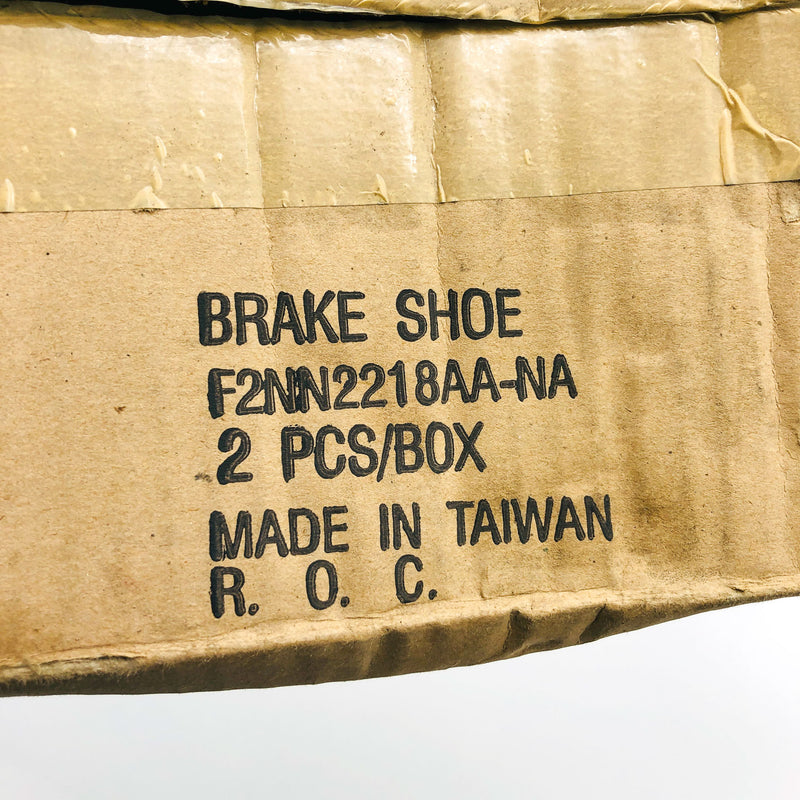 BRAKE SHOE
F2NN2218AA-NA
2 PCS/BOX
MADE IN TAIWAN
R. O. C.